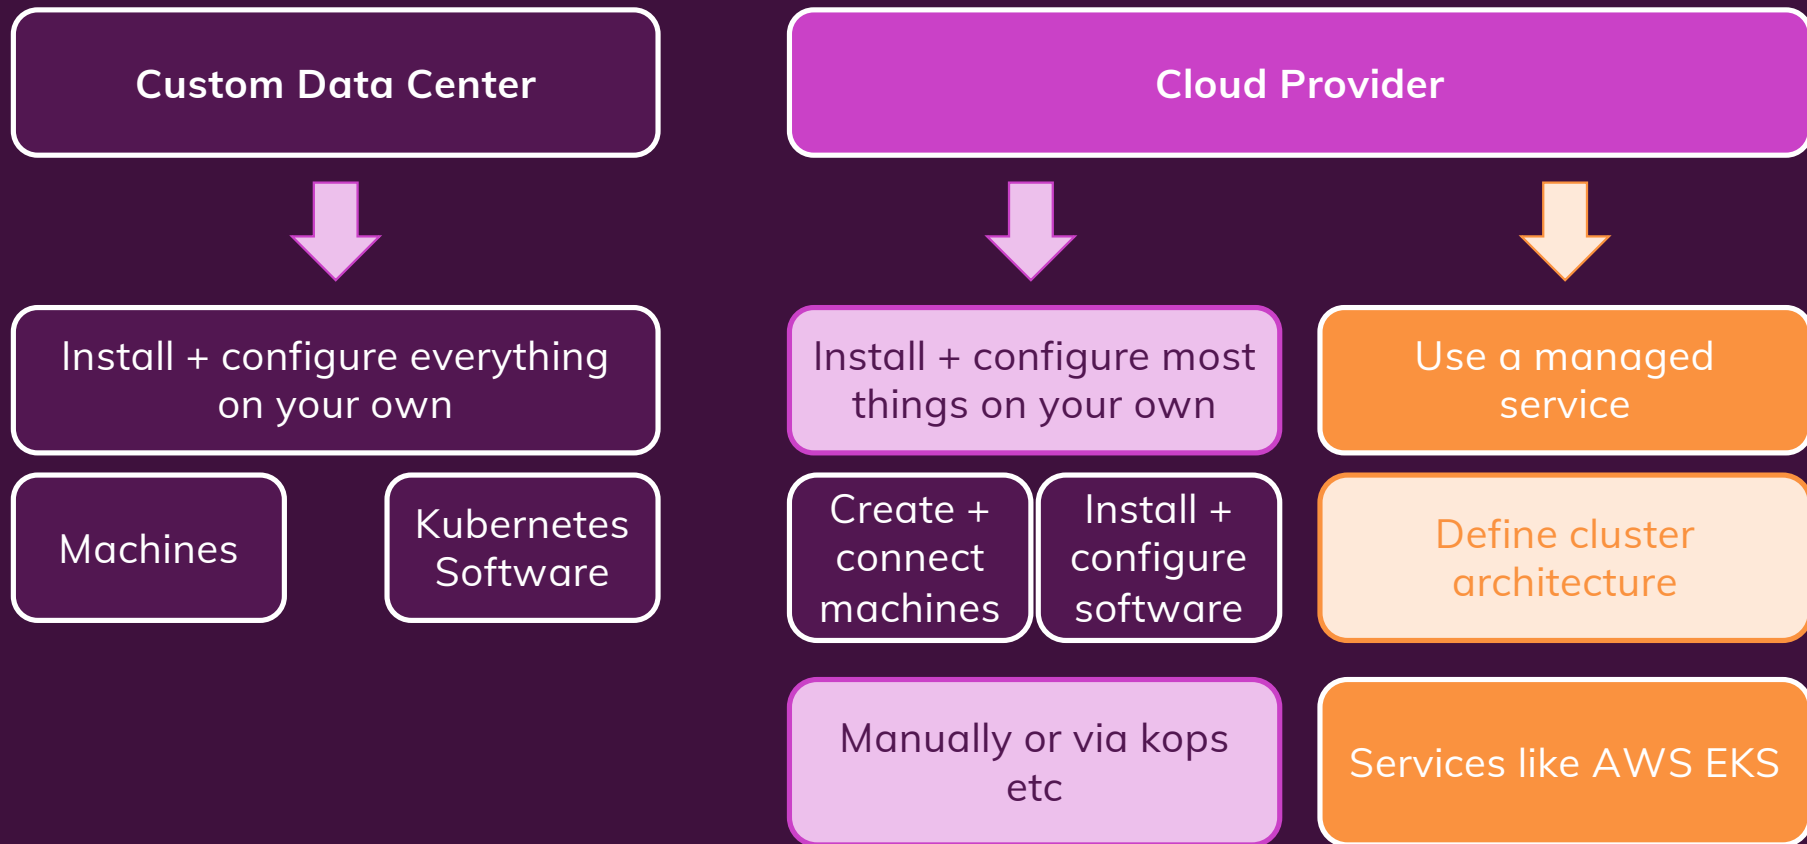 Custom Data Center
Cloud Provider
Install + configure everything
on your own
Install + configure most
things on your own
Use a managed
service
Machines
Kubernetes
Software
Create +
connect
machines
Install +
configure
software
Define cluster
architecture
Manually or via kops
etc
Services like AWS EKS